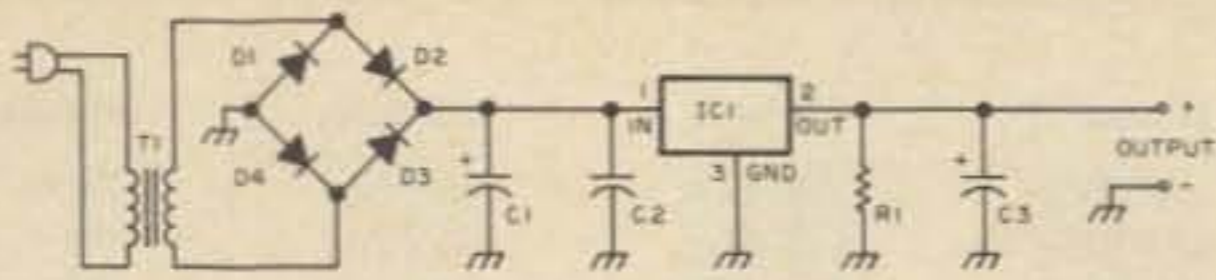 D1
D2
D3
D4
T1
+
C1
C2
1
IN
IC1
2
OUT
3 GND
R1
+
C3
+
OUTPUT
-